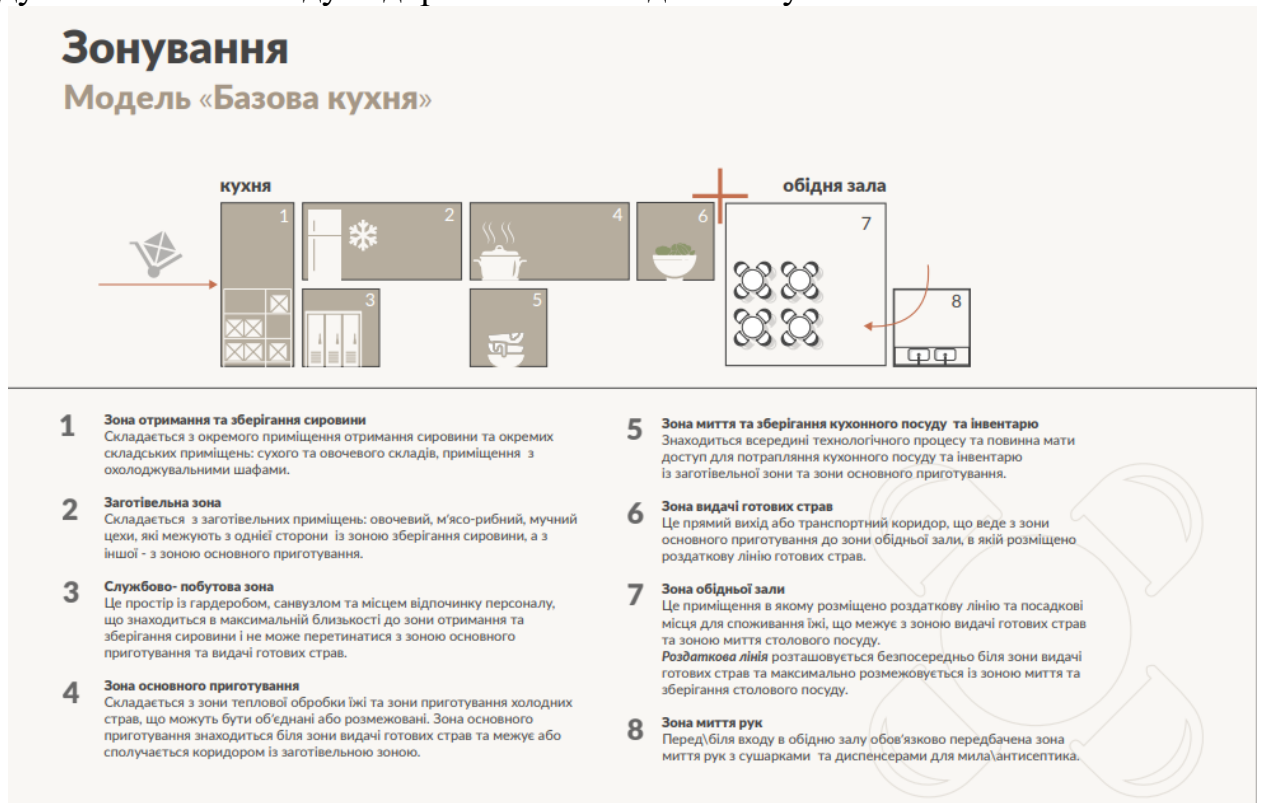 Зонування
Модель «Базова кухня»
кухня
обідня зала
1
2
4
6
7
3
5
8
1
Зона отримання та зберігання сировини
Складається з окремого приміщення отримання сировини та окремих
складських приміщень: сухого та овочевого складів, приміщення з
охолоджувальними шафами.
2
Заготівельна зона
Складається з заготівельних приміщень: овочевий, м'ясо-рибний, мучний
цехи, які межують з однієї сторони із зоною зберігання сировини, а з
іншої - з зоною основного приготування.
3
Службово- побутова зона
Це простір із гардеробом, санвузлом та місцем відпочинку персоналу,
що знаходиться в максимальній близькості до зони отримання та
зберігання сировини і не може перетинатися з зоною основного
приготування та видачі готових страв.
4
Зона основного приготування
Складається з зони теплової обробки їжі та зони приготування холодних
страв, що можуть бути об'єднані або розмежовані. Зона основного
приготування знаходиться біля зони видачі готових страв та межує або
сполучається коридором із заготівельною зоною.
5
Зона миття та зберігання кухонного посуду та інвентарю
Знаходиться всередині технологічного процесу та повинна мати
доступ для потрапляння кухонного посуду та інвентарю
із заготівельної зони та зони основного приготування.
6
Зона видачі готових страв
Це прямий вихід або транспортний коридор, що веде з зони
основного приготування до зони обідньої зали, в якій розміщено
роздаткову лінію готових страв.
7
Зона обідньої зали
Це приміщення в якому розміщено роздаткову лінію та посадкові
місця для споживання їжі, що межує з зоною видачі готових страв
та зоною миття столового посуду.
Роздаткова лінія розташовується безпосередньо біля зони видачі
готових страв та максимально розмежовується із зоною миття та
зберігання столового посуду.
8
Зона миття рук
Перед\біля входу в обідню залу обов'язково передбачена зона
миття рук з сушарками та диспенсерами для мила\антисептика.